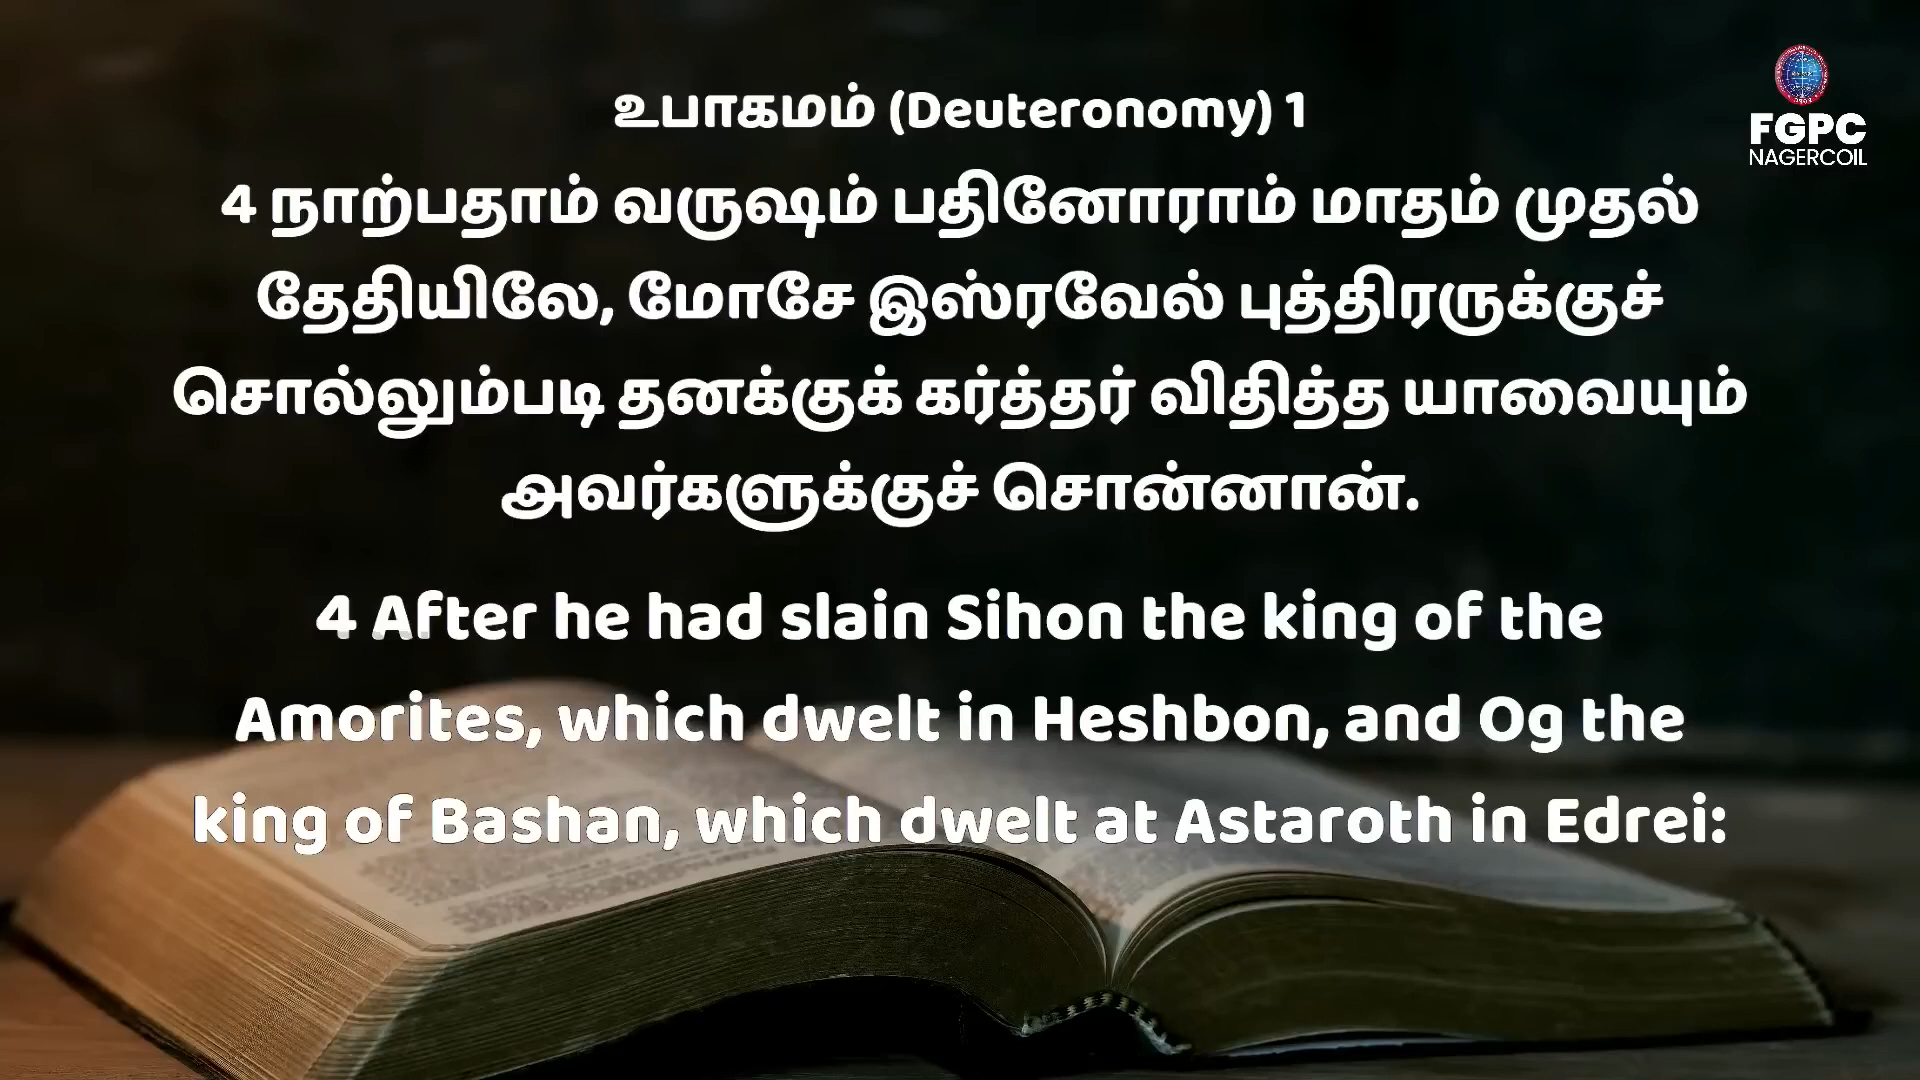 உபாகமம் (Deuteronomy) 1
4 நாற்பதாம் வருஷம் பதினோராம் மாதம் முதல்
தேதியிலே, மோசே இஸ்ரவேல் புத்திரருக்குச்
சொல்லும்படி தனக்குக் கர்த்தர் விதித்த யாவையும்
அவர்களுக்குச் சொன்னான்.
4 After he had slain Sihon the king of the
Amorites, which dwelt in Heshbon, and Og the
king of Bashan, which dwelt at Astaroth in Edrei:
FGPC
NAGERCOIL